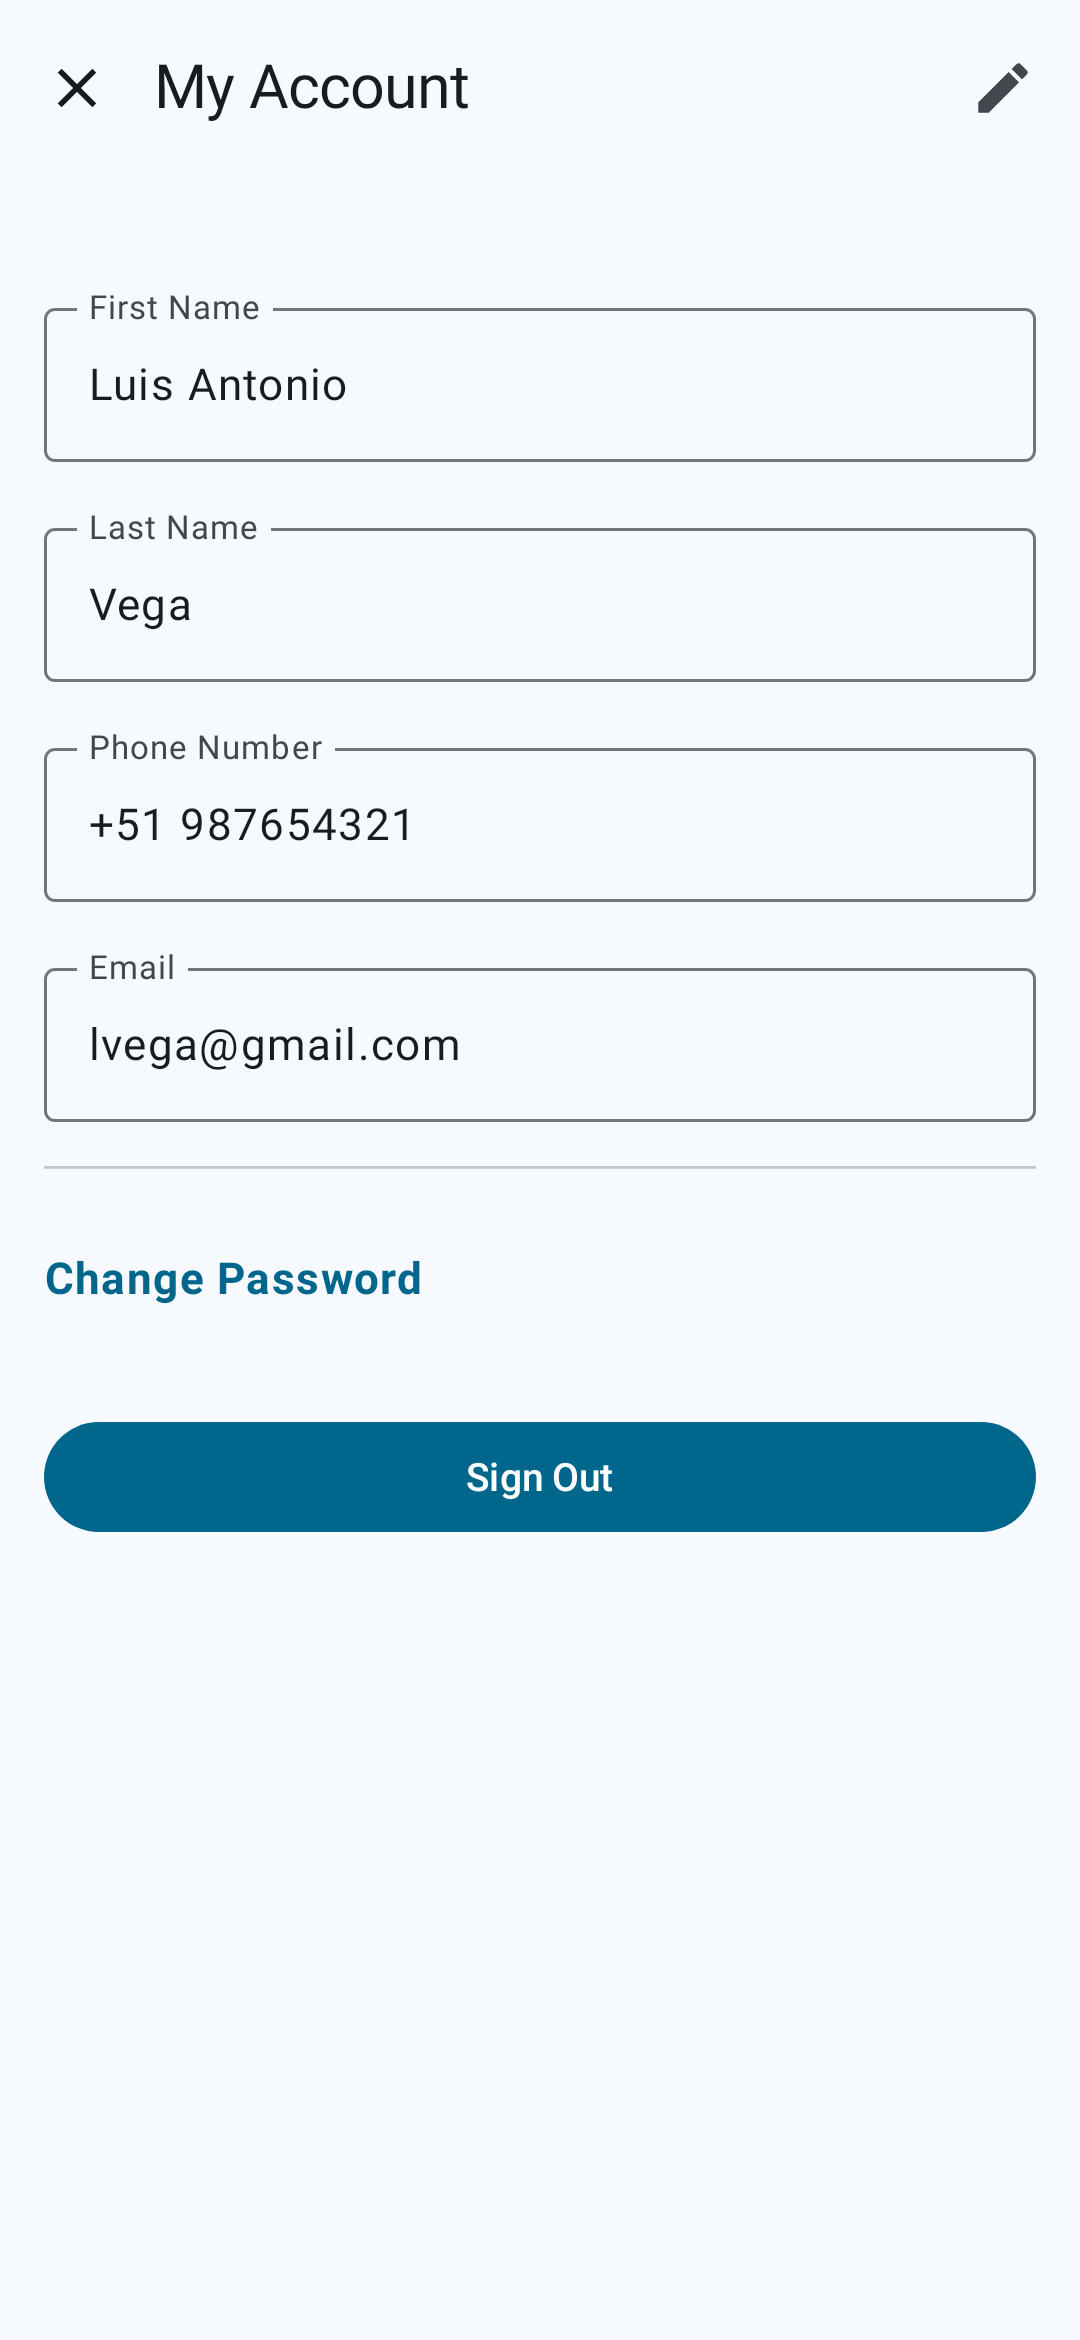 My Account
First Name
Luis Antonio
Last Name
Vega
Phone Number
+51 987654321
Email
lvega@gmail.com
Change Password
Sign Out